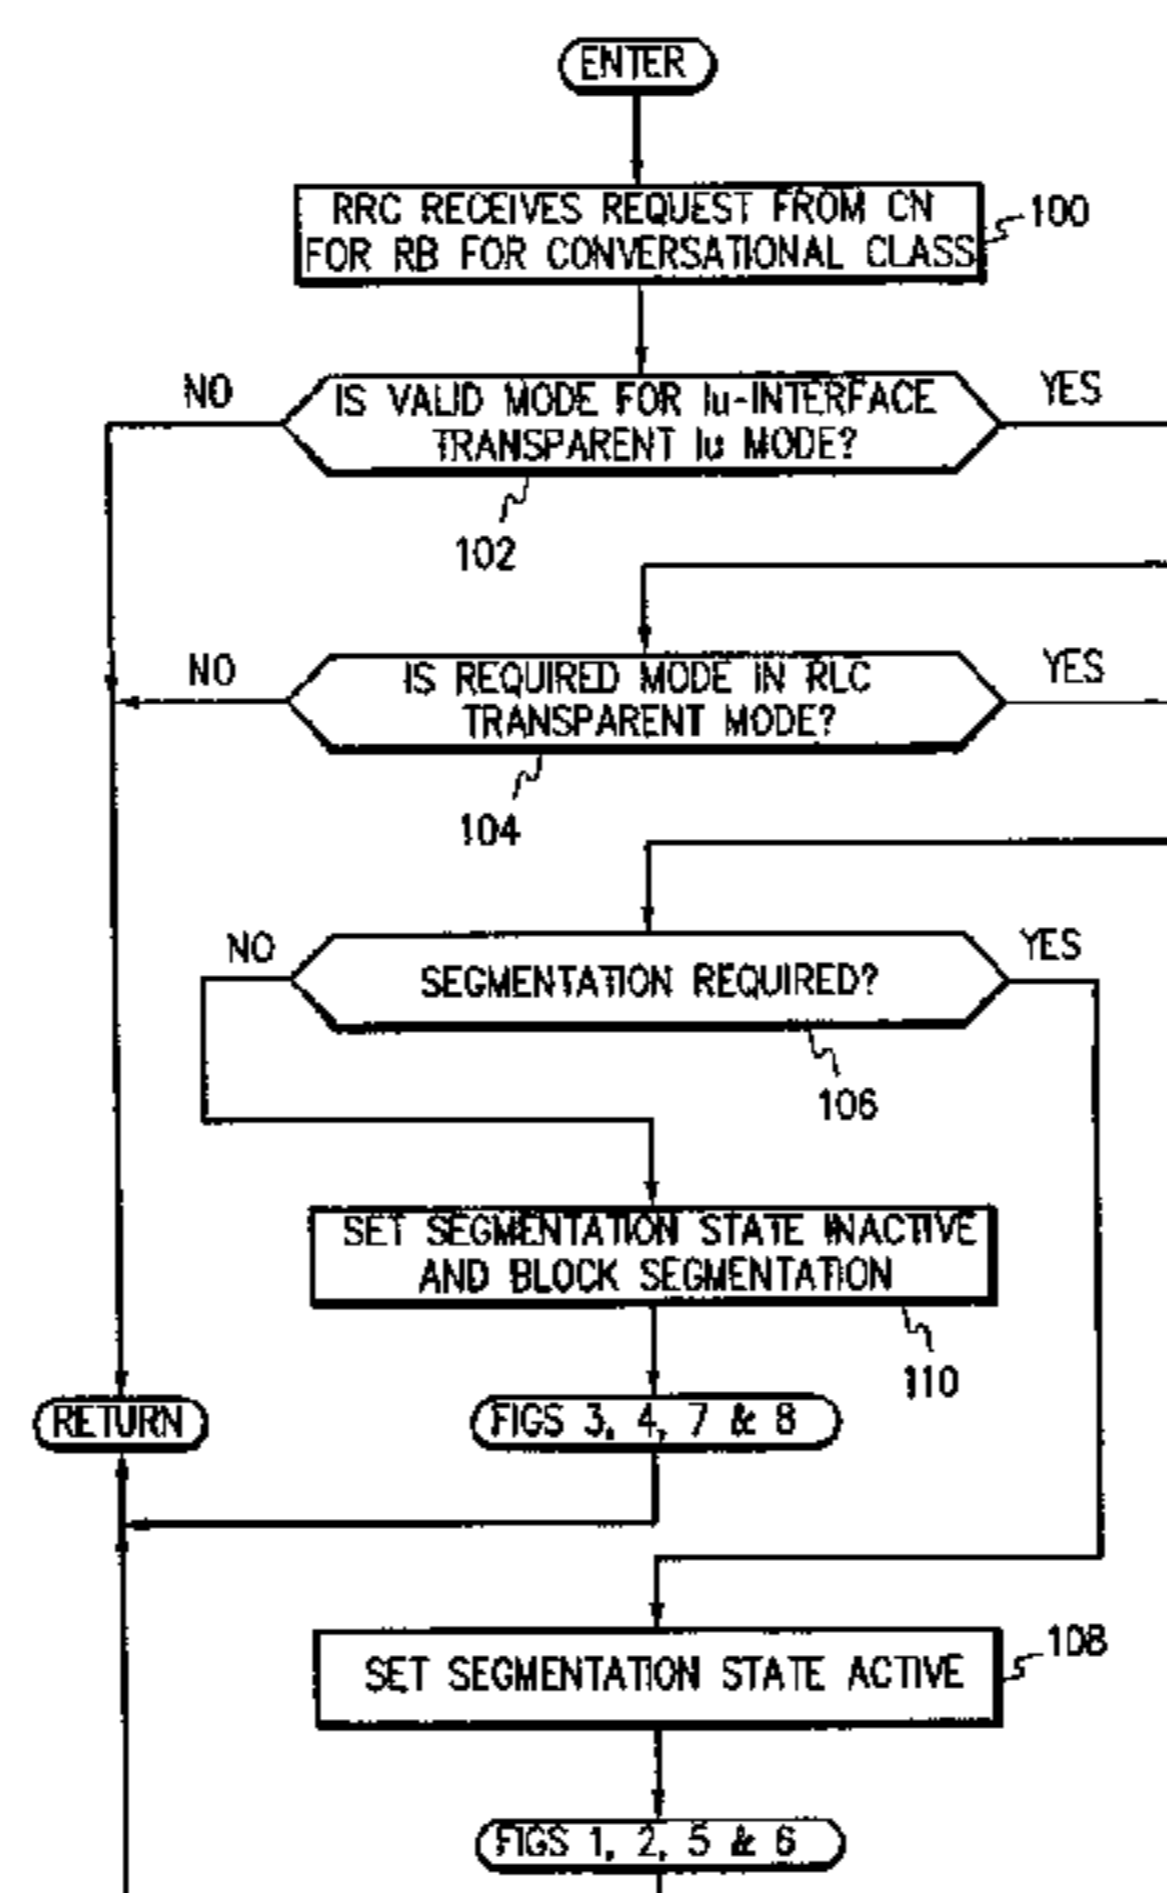 ENTER
RRC RECEIVES REQUEST FROM CN
FOR RB FOR CONVERSATIONAL CLASS
100
NO
IS VALID MODE FOR Iu-INTERFACE
TRANSPARENT Iu MODE?
YES
102
NO
IS REQUIRED MODE IN RLC
TRANSPARENT MODE?
YES
104
NO
SEGMENTATION REQUIRED?
YES
106
SET SEGMENTATION STATE INACTIVE
AND BLOCK SEGMENTATION
110
RETURN
FIGS 3, 4, 7 & 8
SET SEGMENTATION STATE ACTIVE
108
FIGS 1, 2, 5 & 6